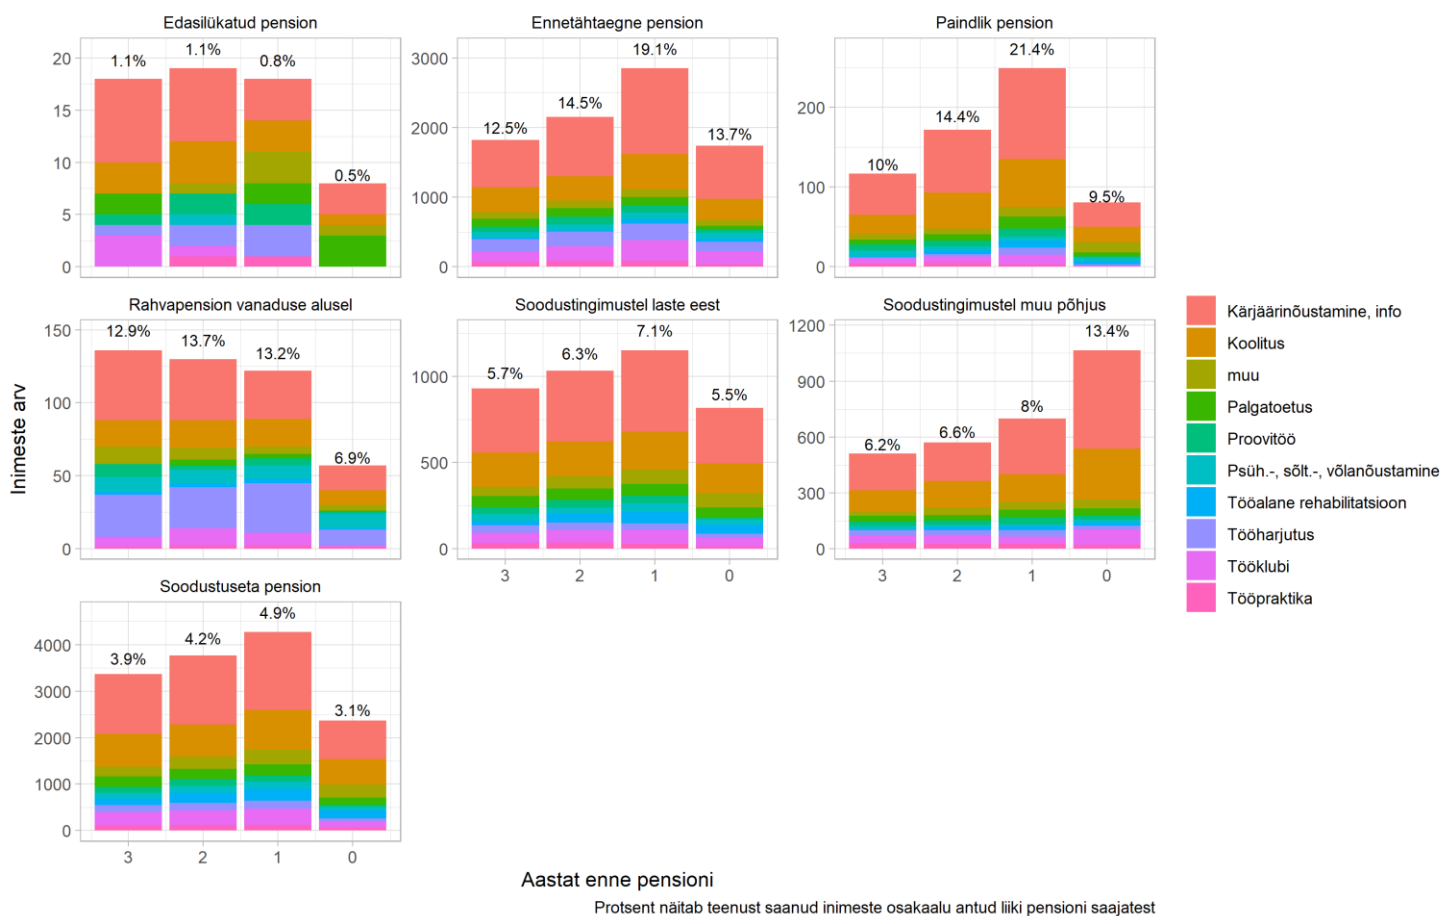 Edasilükatud pension
20
15
10
5
0
1.1%
1.1%
0.8%
0.5%
Ennetähtaegne pension
3000
2000
1000
0
12.5%
14.5%
19.1%
13.7%
Paindlik pension
200
100
0
10%
14.4%
21.4%
9.5%
Inimeste arv
Rahvapension vanaduse alusel
150
100
50
0
12.9%
13.7%
13.2%
6.9%
Soodustingimustel laste eest
1000
500
0
5.7%
6.3%
7.1%
5.5%
3 2 1 0
Soodustingimustel muu põhjus
1200
900
600
300
0
6.2%
6.6%
8%
13.4%
3 2 1 0
Soodustuseta pension
4000
3000
2000
1000
0
3.9%
4.2%
4.9%
3.1%
3 2 1 0
Kärjäärinõustamine, info
Koolitus
muu
Palgatoetus
Proovitöö
Psüh.-, sõlt.-, võlanõustamine
Tööalane rehabilitatsioon
Tööharjutus
Tööklubi
Tööpraktika
Aastat enne pensioni
Protsent näitab teenust saanud inimeste osakaalu antud liiki pensioni saajatest